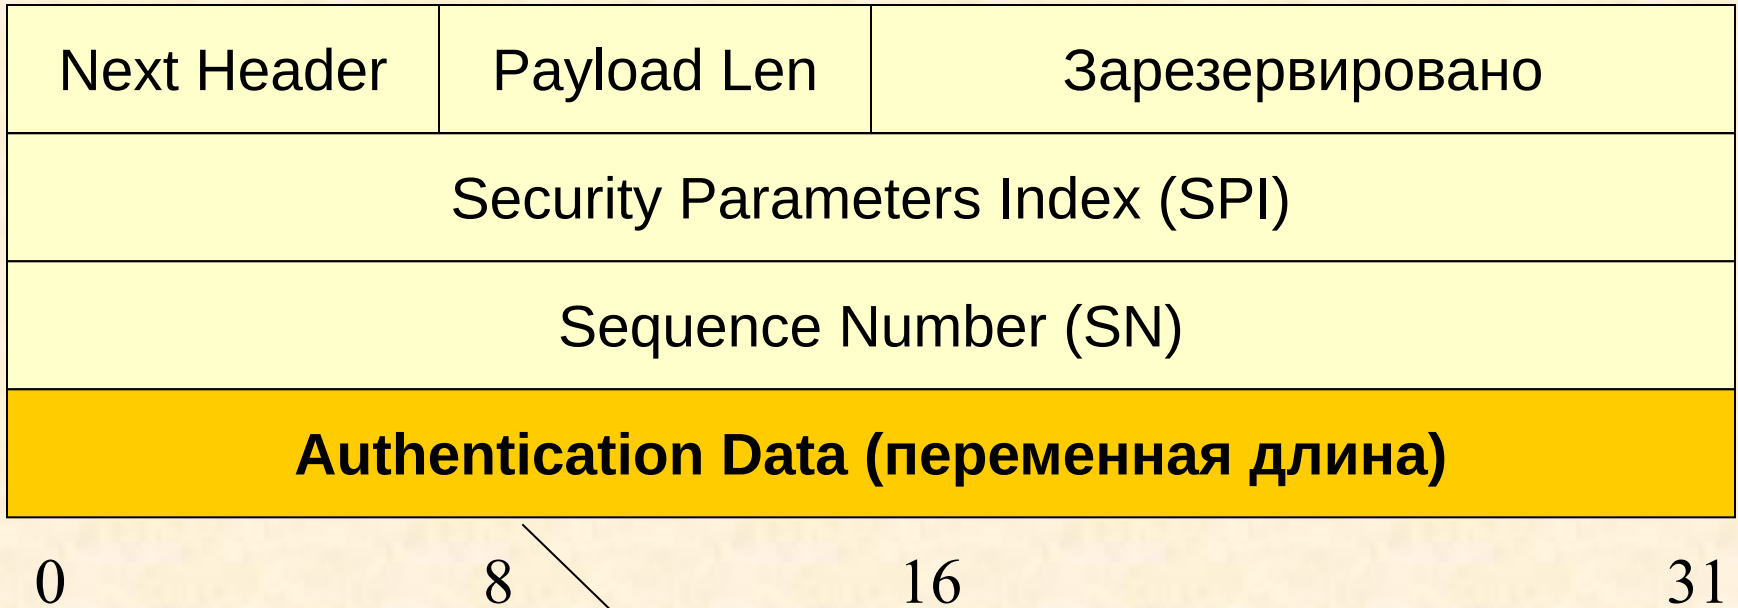 Next Header Payload Len Зарезервировано
Security Parameters Index (SPI)
Sequence Number (SN)
Authentication Data (переменная длина)
0 8 16 31